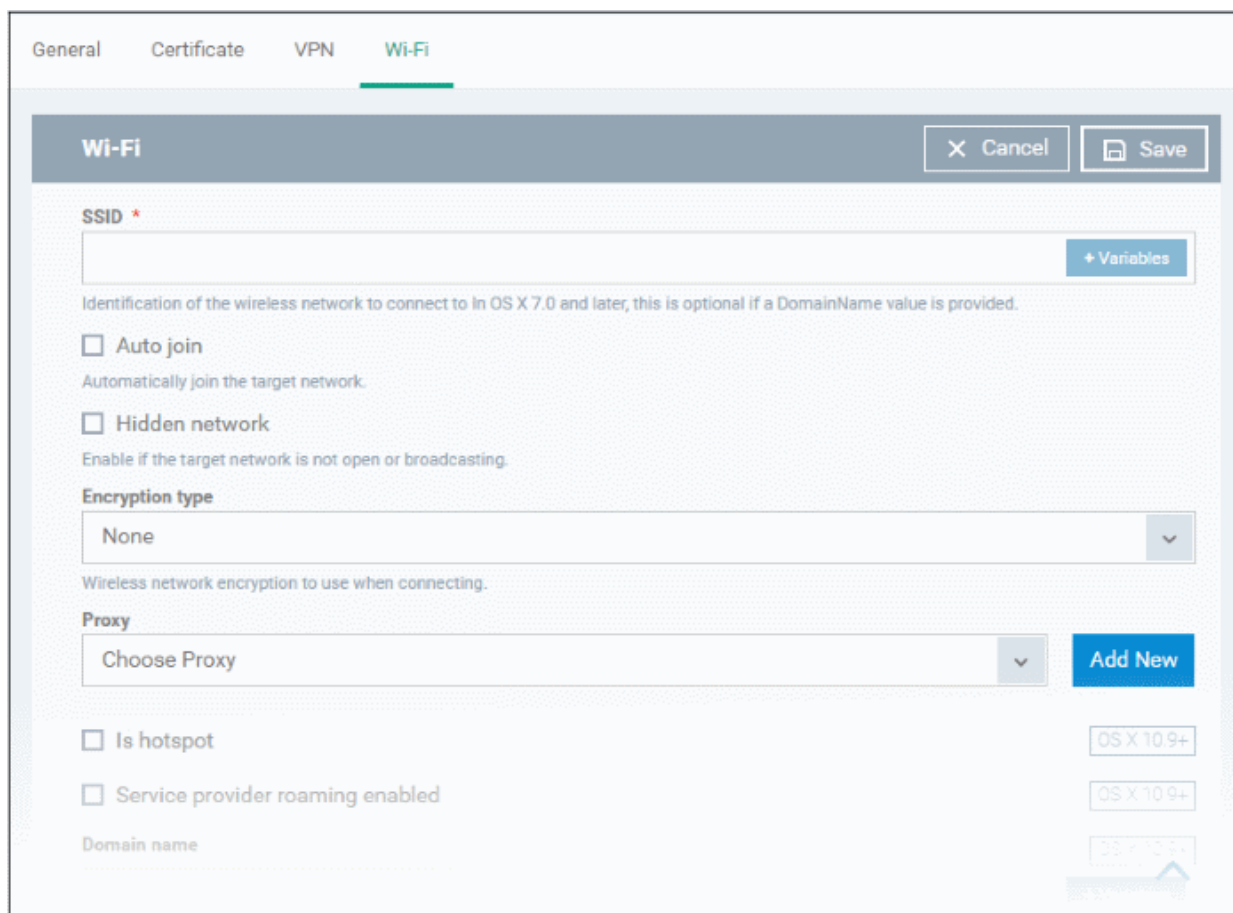 General Certificate VPN Wi-Fi
Wi-Fi Cancel Save
SSID *
+ Variables
Identification of the wireless network to connect to In OS X 7.0 and later, this is optional if a DomainName value is provided.
Auto join
Automatically join the target network.
Hidden network
Enable if the target network is not open or broadcasting.
Encryption type
None
Wireless network encryption to use when connecting.
Proxy
Choose Proxy Add New
Is hotspot OS X 10.9+
Service provider roaming enabled OS X 10.9+
Domain name OS X 10.9+